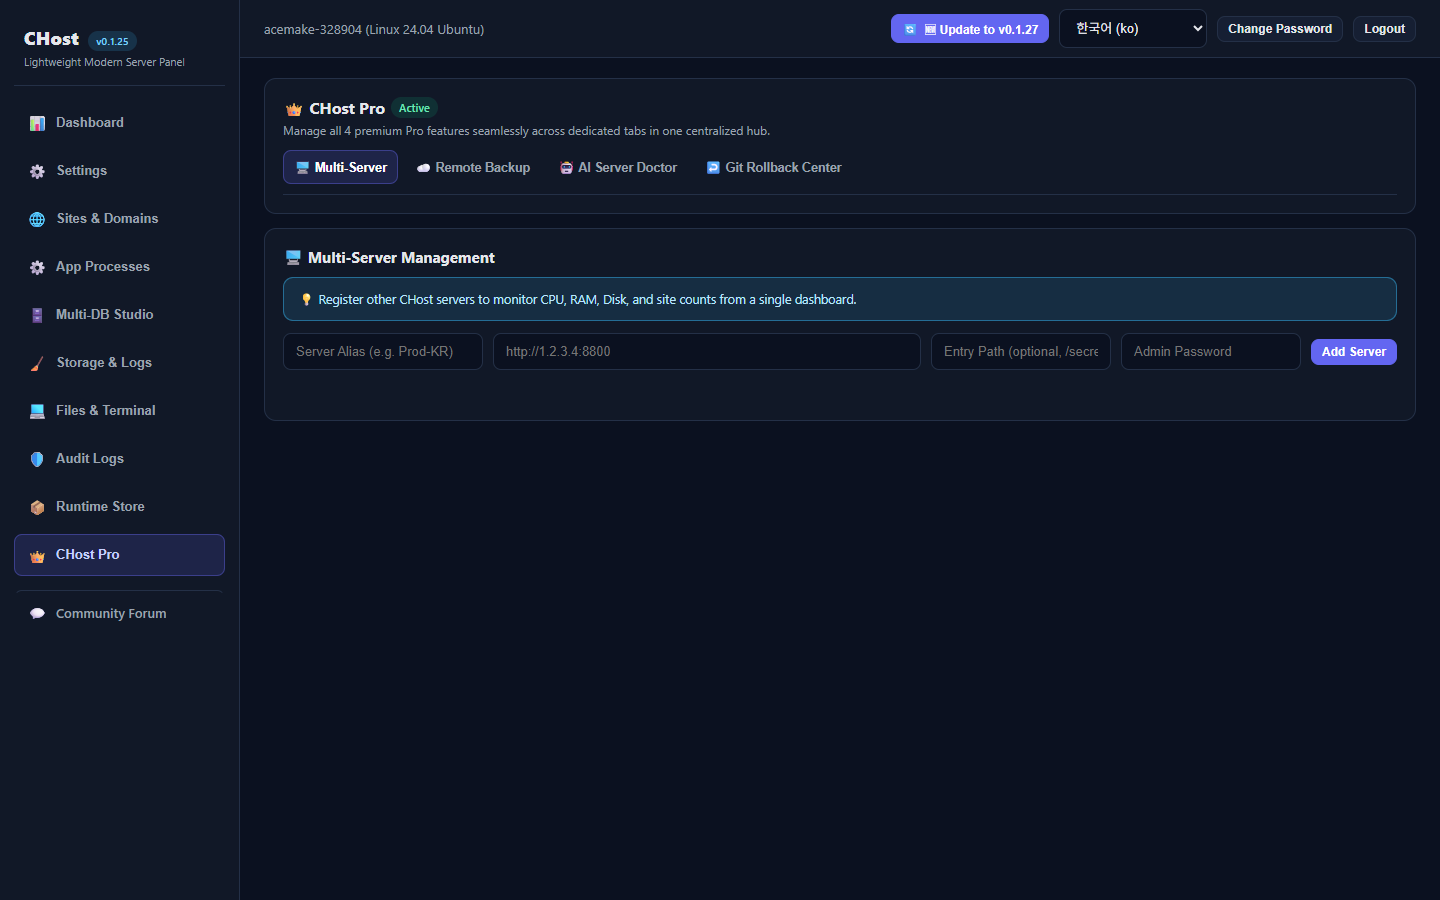 CHost v0.1.25
Lightweight Modern Server Panel
Dashboard
Settings
Sites & Domains
App Processes
Multi-DB Studio
Storage & Logs
Files & Terminal
Audit Logs
Runtime Store
CHost Pro
Community Forum
acemake-328904 (Linux 24.04 Ubuntu)
Update to v0.1.27
한국어 (ko)
Change Password
Logout
CHost Pro Active
Manage all 4 premium Pro features seamlessly across dedicated tabs in one centralized hub.
Multi-Server
Remote Backup
AI Server Doctor
Git Rollback Center
Multi-Server Management
Register other CHost servers to monitor CPU, RAM, Disk, and site counts from a single dashboard.
Server Alias (e.g. Prod-KR)
http://1.2.3.4:8800
Entry Path (optional, /secre
Admin Password
Add Server